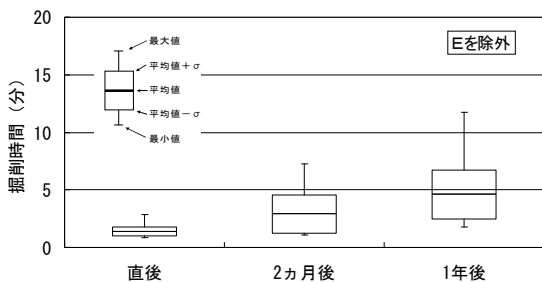 20
15
10
5
0
掘削時間（分）
最大値
平均値＋σ
平均値
平均値－σ
最小値
Eを除外
直後
2ヵ月後
1年後